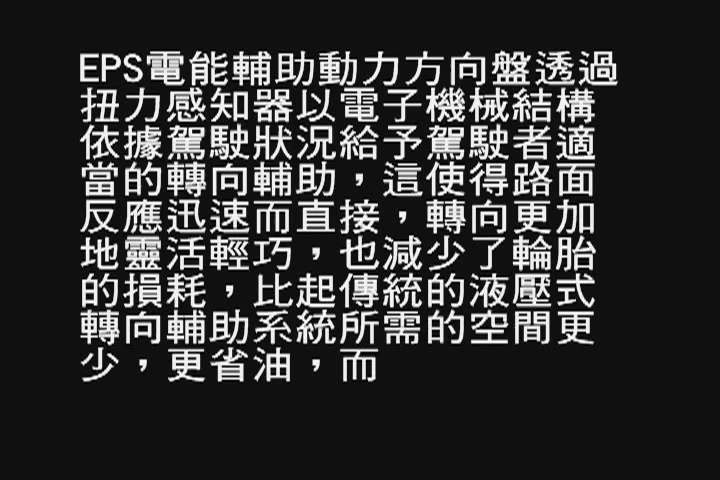 EPS電能輔助動力方向盤透過
扭力感知器以電子機械結構
依據駕駛狀況給予駕駛者適
當的轉向輔助，這使得路面
反應迅速而直接，轉向更加
地靈活輕巧，也減少了輪胎
的損耗，比起傳統的液壓式
轉向輔助系統所需的空間更
少，更省油，而